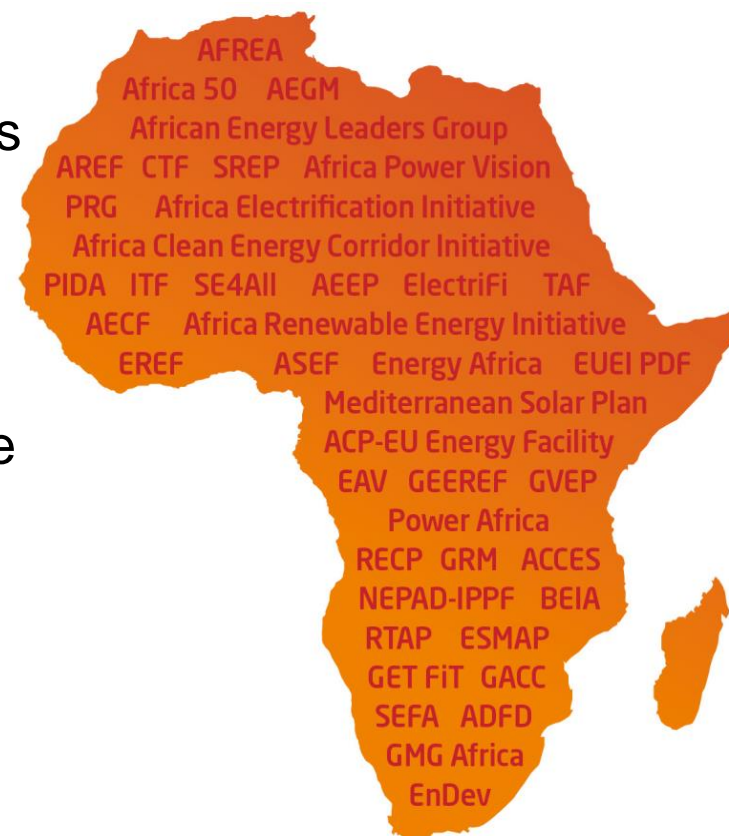 AFREA
Africa 50 AEGM
s
African Energy Leaders Group
AREF CTF SREP Africa Power Vision
PRG Africa Electrification Initiative
Africa Clean Energy Corridor Initiative
PIDA ITF SE4All AEEP ElectriFi TAF
AECF Africa Renewable Energy Initiative
EREF ASEF Energy Africa EUEI PDF
Mediterranean Solar Plan
e
ACP-EU Energy Facility
EAV GEEREF GVEP
Power Africa
RECP GRM ACCES
NEPAD-IPPF BEIA
RTAP ESMAP
GET FiT GACC
SEFA ADFD
GMG Africa
EnDev